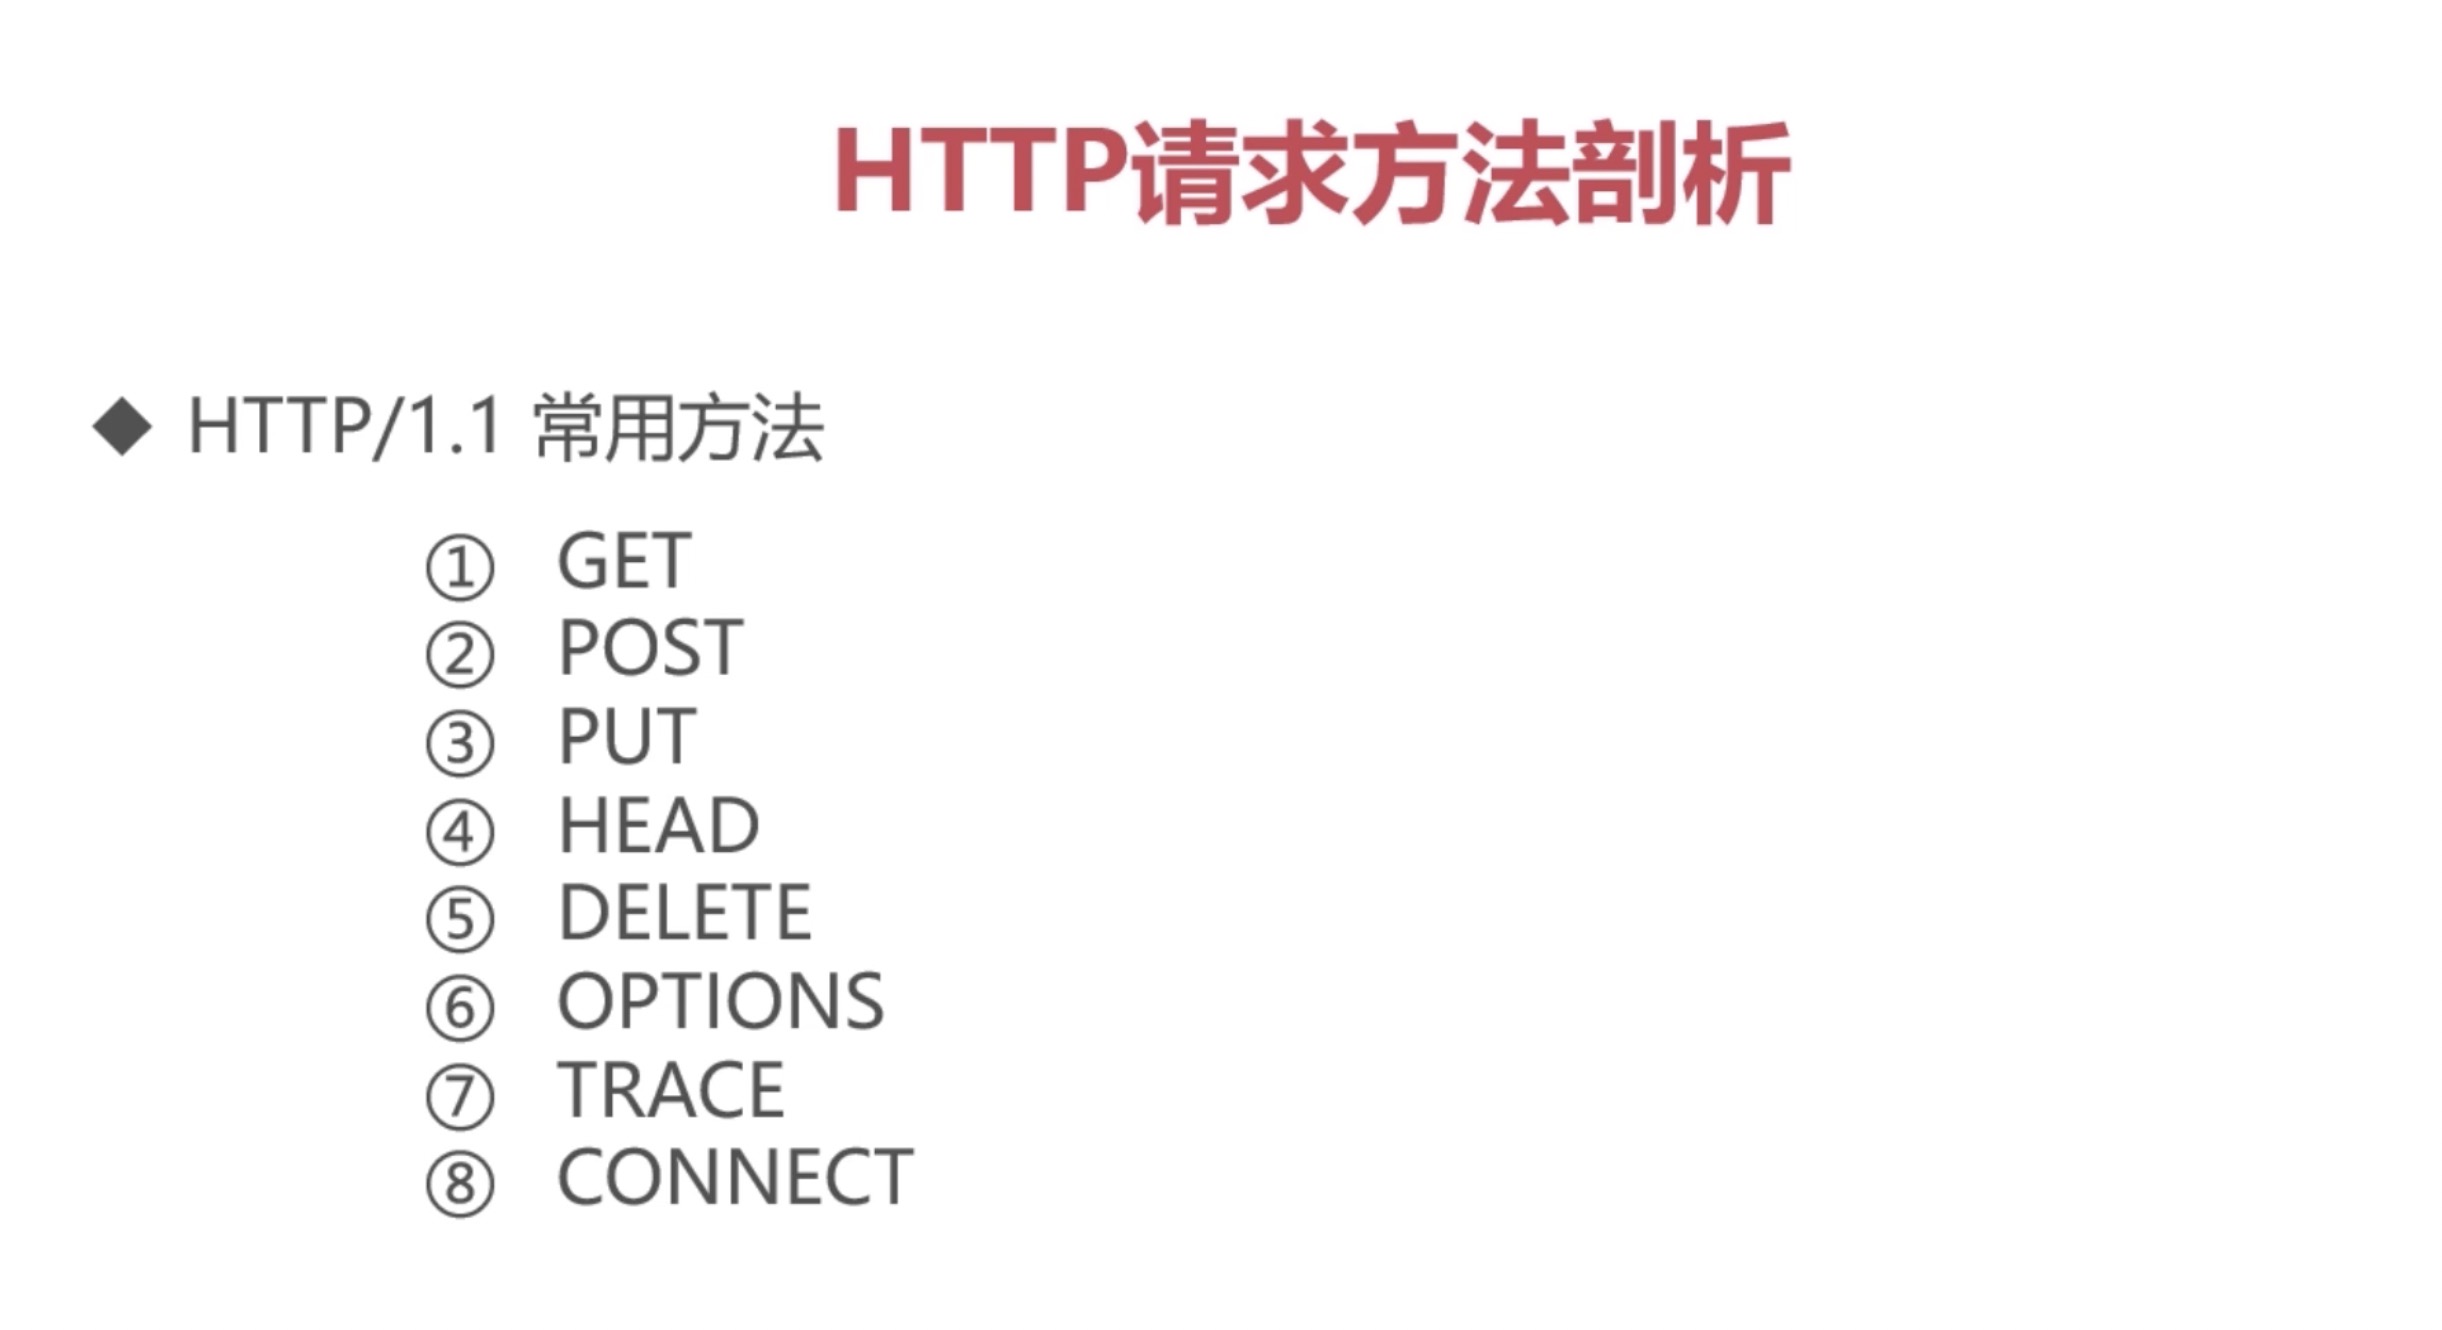 HTTP请求方法剖析
◆ HTTP/1.1 常用方法
① GET
② POST
③ PUT
④ HEAD
⑤ DELETE
⑥ OPTIONS
⑦ TRACE
⑧ CONNECT